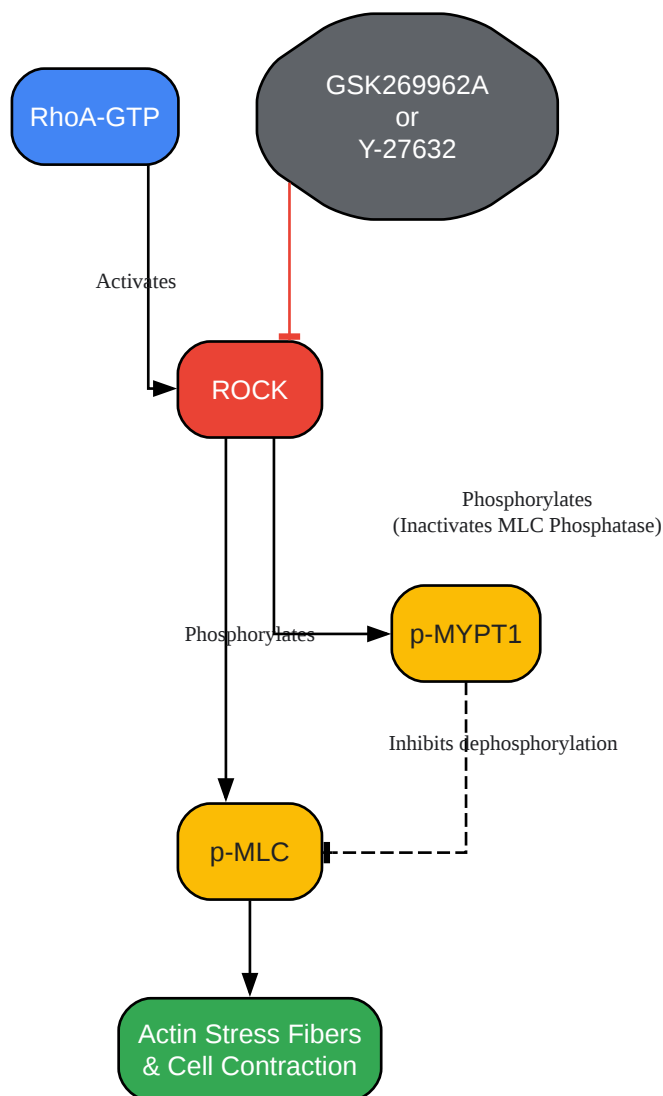 RhoA-GTP
GSK269962A
or
Y-27632
Activates
ROCK
Phosphorylates
(Inactivates MLC Phosphatase)
Phosphorylates
p-MYPT1
Inhibits dephosphorylation
p-MLC
Actin Stress Fibers
& Cell Contraction